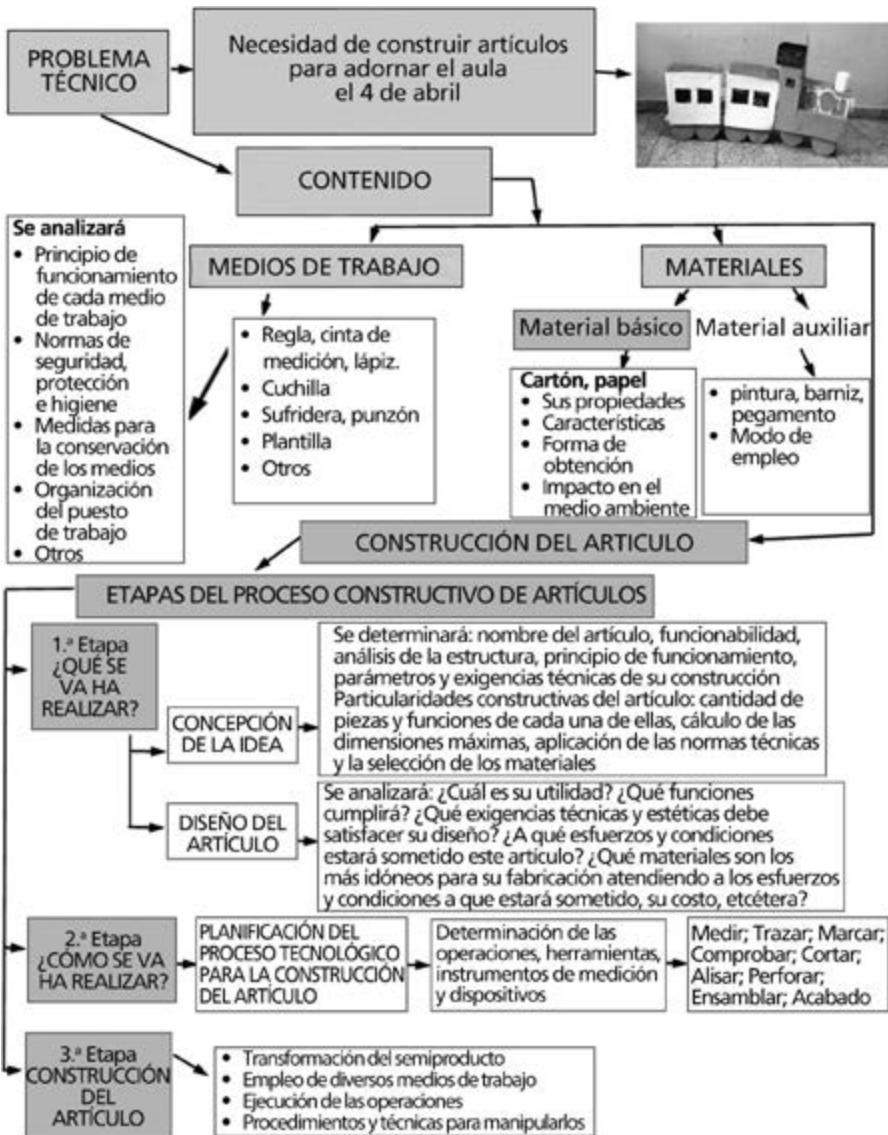 PROBLEMA
TÉCNICO
Necesidad de construir artículos
para adornar el aula
el 4 de abril
CONTENIDO
Se analizará
• Principio de
funcionamiento
de cada medio
de trabajo
• Normas de
seguridad,
protección
e higiene
• Medidas para
la conservación
de los medios
• Organización
del puesto
de trabajo
• Otros
MEDIOS DE TRABAJO
• Regla, cinta de
medición, lápiz.
• Cuchilla
• Sufridera, punzón
• Plantilla
• Otros
MATERIALES
Material básico
Cartón, papel
• Sus propiedades
• Características
• Forma de
obtención
• Impacto en el
medio ambiente
Material auxiliar
• pintura, barniz,
pegamento
• Modo de
empleo
CONSTRUCCIÓN DEL ARTICULO
ETAPAS DEL PROCESO CONSTRUCTIVO DE ARTÍCULOS
1.ª Etapa
¿QUÉ SE
VA HA
REALIZAR?
CONCEPCIÓN
DE LA IDEA
Se determinará: nombre del artículo, funcionabilidad,
análisis de la estructura, principio de funcionamiento,
parámetros y exigencias técnicas de su construcción
Particularidades constructivas del artículo: cantidad de
piezas y funciones de cada una de ellas, cálculo de las
dimensiones máximas, aplicación de las normas técnicas
y la selección de los materiales
DISEÑO DEL
ARTÍCULO
Se analizará: ¿Cuál es su utilidad? ¿Qué funciones
cumplirá? ¿Qué exigencias técnicas y estéticas debe
satisfacer su diseño? ¿A qué esfuerzos y condiciones
estará sometido este articulo? ¿Qué materiales son los
más idóneos para su fabricación atendiendo a los esfuerzos
y condiciones a que estará sometido, su costo, etcétera?
2.ª Etapa
¿CÓMO SE VA
HA REALIZAR?
PLANIFICACIÓN DEL
PROCESO TECNOLÓGICO
PARA LA CONSTRUCCIÓN
DEL ARTÍCULO
Determinación de las
operaciones, herramientas,
instrumentos de medición
y dispositivos
Medir; Trazar; Marcar;
Comprobar; Cortar;
Alisar; Perforar;
Ensamblar; Acabado
3.ª Etapa
CONSTRUCCIÓN
DEL
ARTÍCULO
• Transformación del semiproducto
• Empleo de diversos medios de trabajo
• Ejecución de las operaciones
• Procedimientos y técnicas para manipularlos